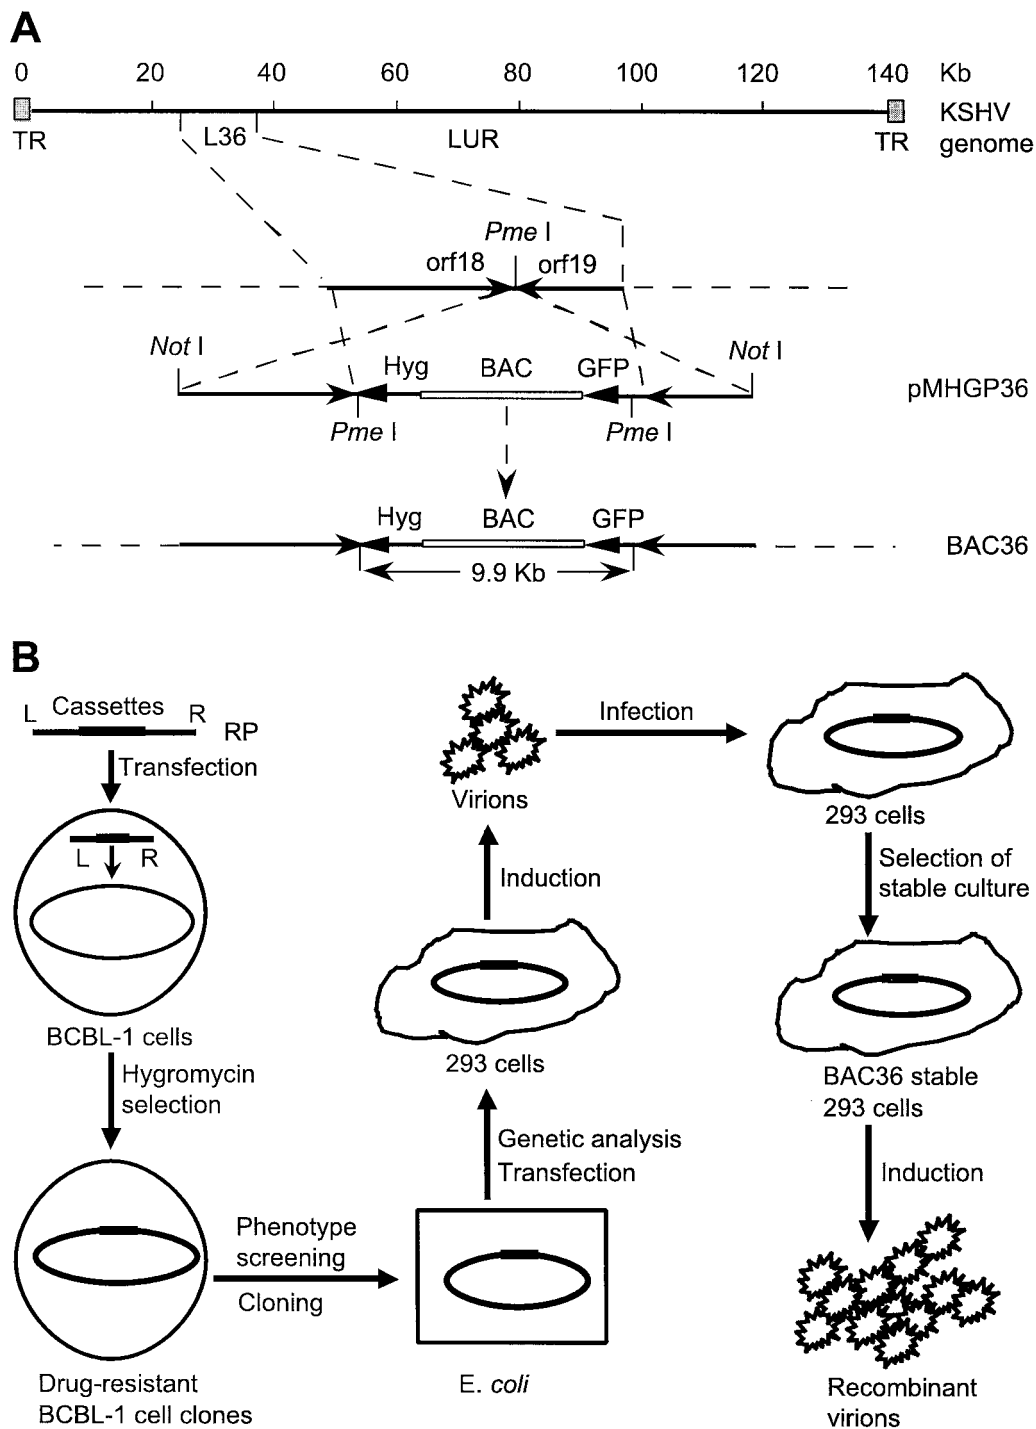 A
0 20 40 60 80 100 120 140 Kb
TR L36 LUR TR KSHV
genome
Pme I
orf18 orf19
Not I Not I
Hyg BAC GFP pMHGP36
Pme I Pme I
Hyg BAC GFP BAC36
9.9 Kb
B
L Cassettes R RP
Transfection
L R
BCBL-1 cells
Hygromycin
selection
Drug-resistant
BCBL-1 cell clones
Phenotype
screening
Cloning
E. coli
Genetic analysis
Transfection
293 cells
Induction
Virions
Infection
293 cells
Selection of
stable culture
BAC36 stable
293 cells
Induction
Recombinant
virions